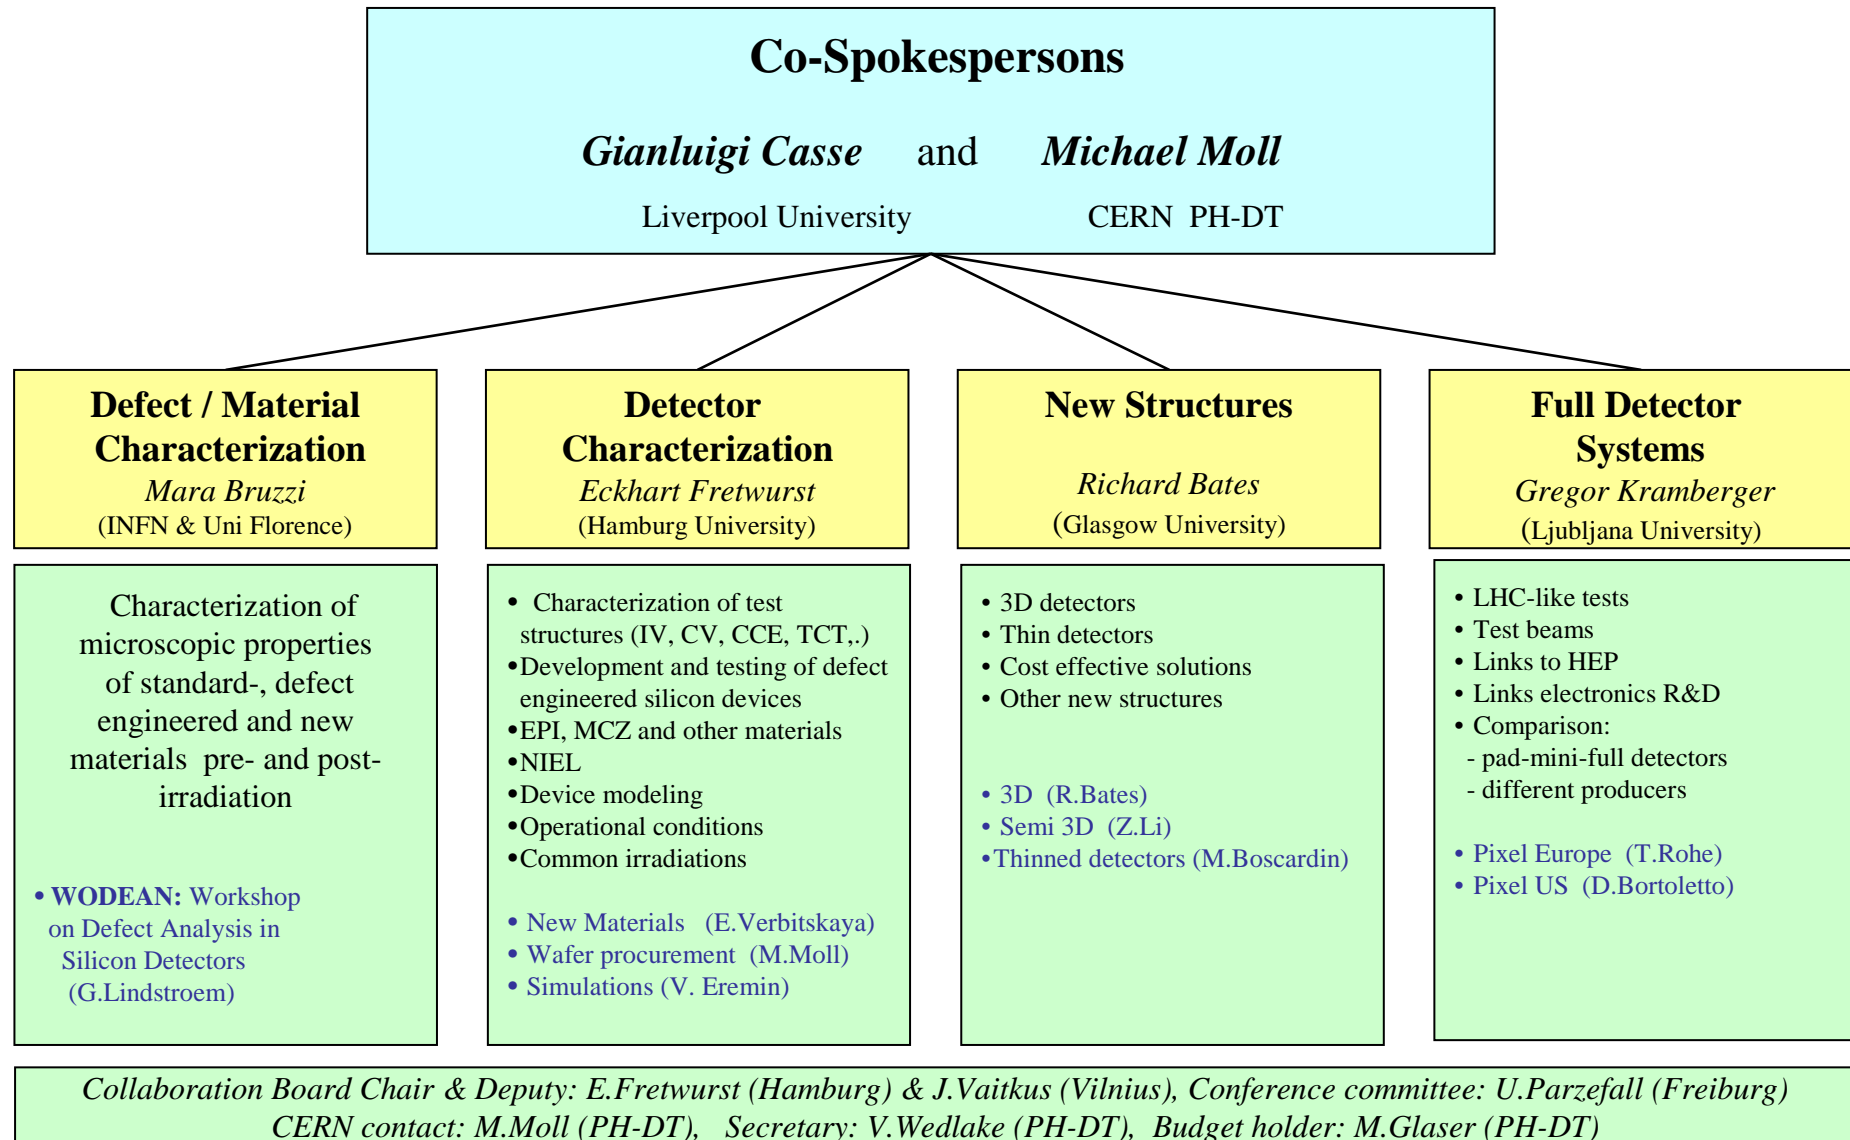 Co-Spokespersons
Gianluigi Casse and Michael Moll
Liverpool University CERN PH-DT
Defect / Material
Characterization
Mara Bruzzi
(INFN & Uni Florence)
Characterization of
microscopic properties
of standard-, defect
engineered and new
materials pre- and post-
irradiation
• WODEAN: Workshop
on Defect Analysis in
Silicon Detectors
(G.Lindstroem)
Detector
Characterization
Eckhart Fretwurst
(Hamburg University)
• Characterization of test
structures (IV, CV, CCE, TCT,.)
•Development and testing of defect
engineered silicon devices
•EPI, MCZ and other materials
•NIEL
•Device modeling
•Operational conditions
•Common irradiations
• New Materials (E.Verbitskaya)
• Wafer procurement (M.Moll)
• Simulations (V. Eremin)
New Structures
Richard Bates
(Glasgow University)
• 3D detectors
• Thin detectors
• Cost effective solutions
• Other new structures
• 3D (R.Bates)
• Semi 3D (Z.Li)
•Thinned detectors (M.Boscardin)
Full Detector
Systems
Gregor Kramberger
(Ljubljana University)
• LHC-like tests
• Test beams
• Links to HEP
• Links electronics R&D
• Comparison:
- pad-mini-full detectors
- different producers
• Pixel Europe (T.Rohe)
• Pixel US (D.Bortoletto)
Collaboration Board Chair & Deputy: E.Fretwurst (Hamburg) & J.Vaitkus (Vilnius), Conference committee: U.Parzefall (Freiburg)
CERN contact: M.Moll (PH-DT), Secretary: V.Wedlake (PH-DT), Budget holder: M.Glaser (PH-DT)